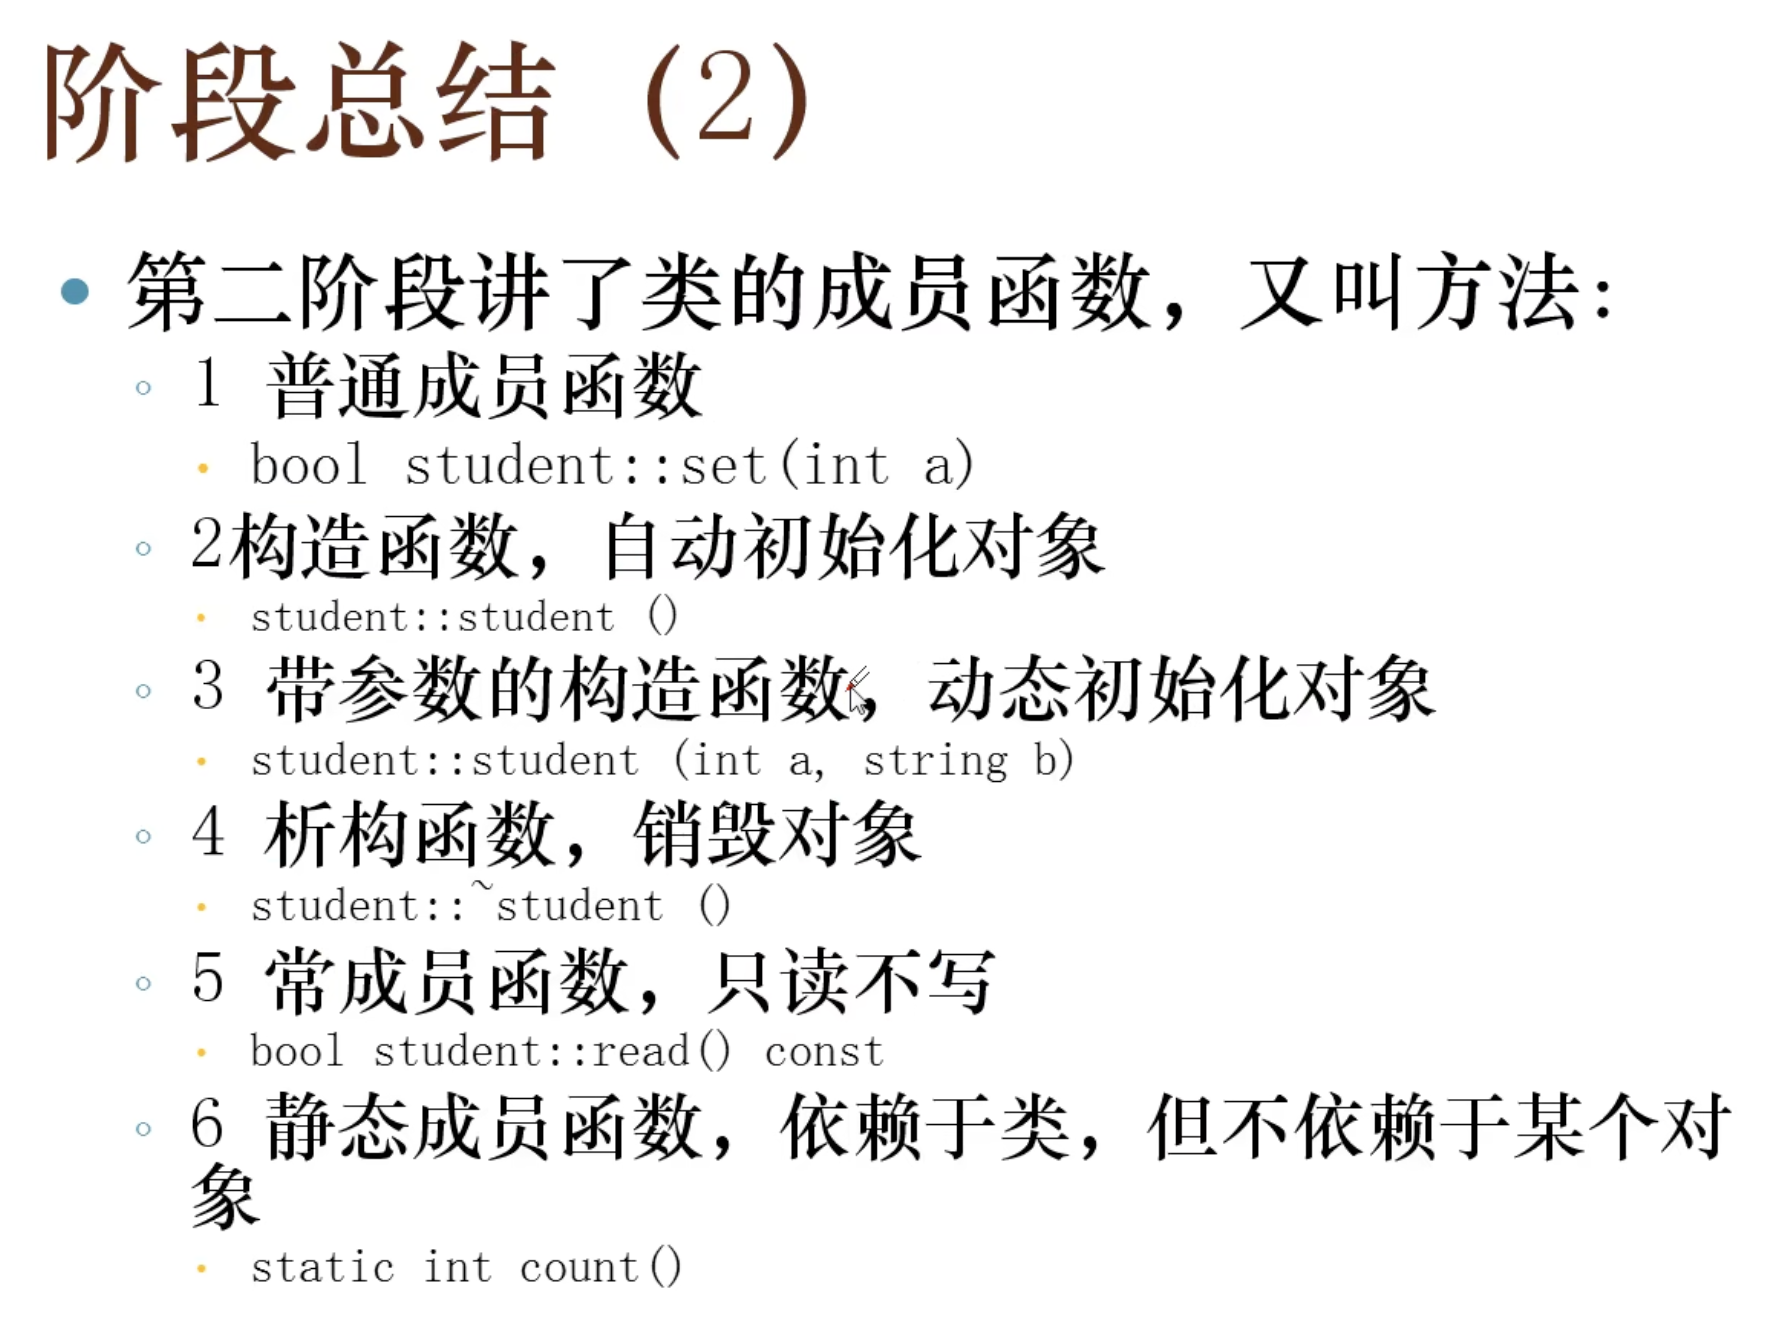 阶段总结（2）
第二阶段讲了类的成员函数，又叫方法：
1 普通成员函数
bool student::set(int a)
2构造函数，自动初始化对象
student::student ()
3 带参数的构造函数，动态初始化对象
student::student (int a, string b)
4 析构函数，销毁对象
student::~student ()
5 常成员函数，只读不写
bool student::read() const
6 静态成员函数，依赖于类，但不依赖于某个对
象
static int count()